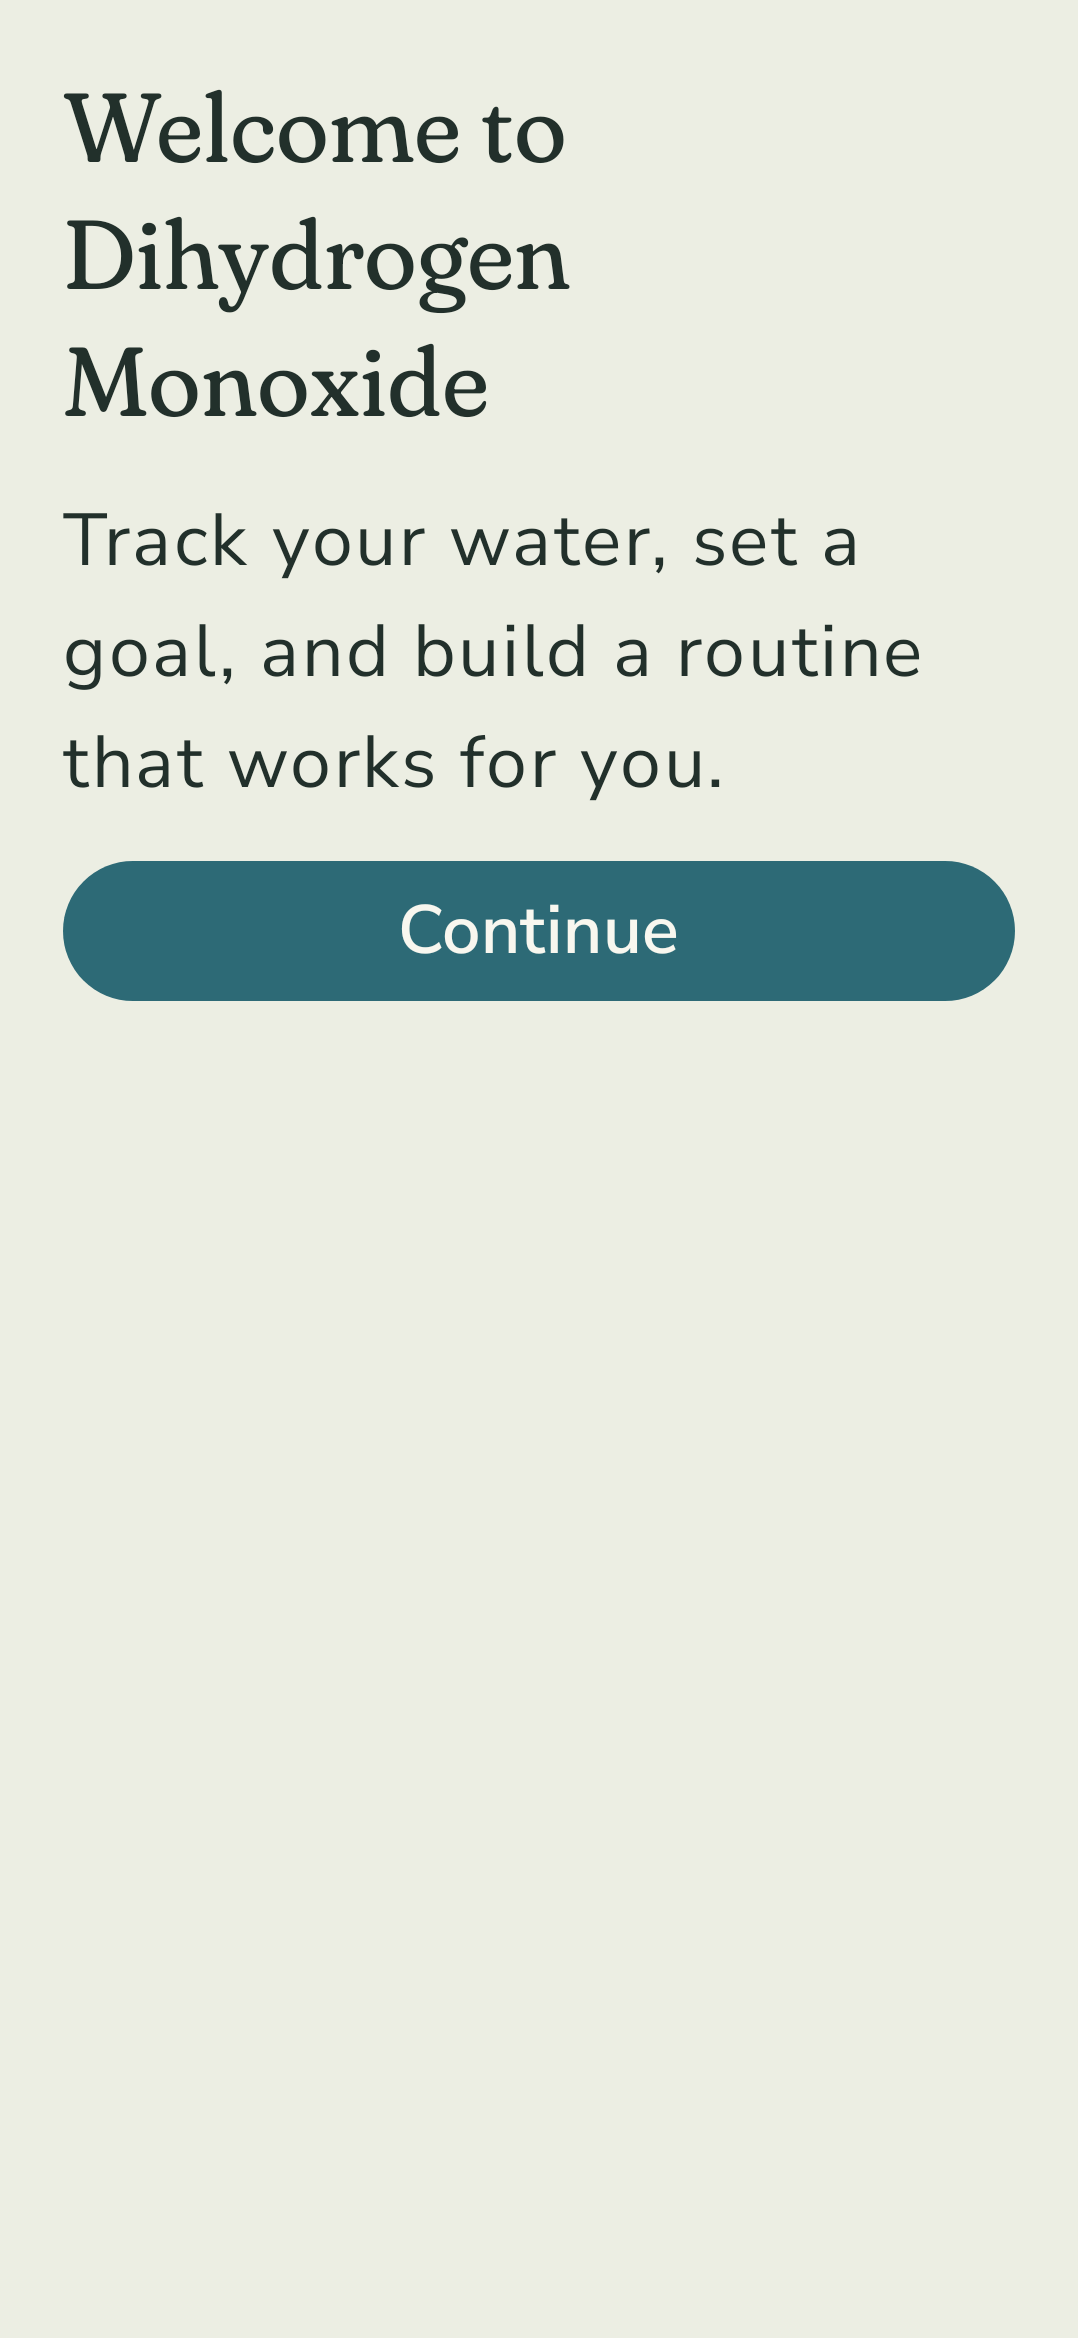 Welcome to
Dihydrogen
Monoxide
Track your water, set a
goal, and build a routine
that works for you.
Continue